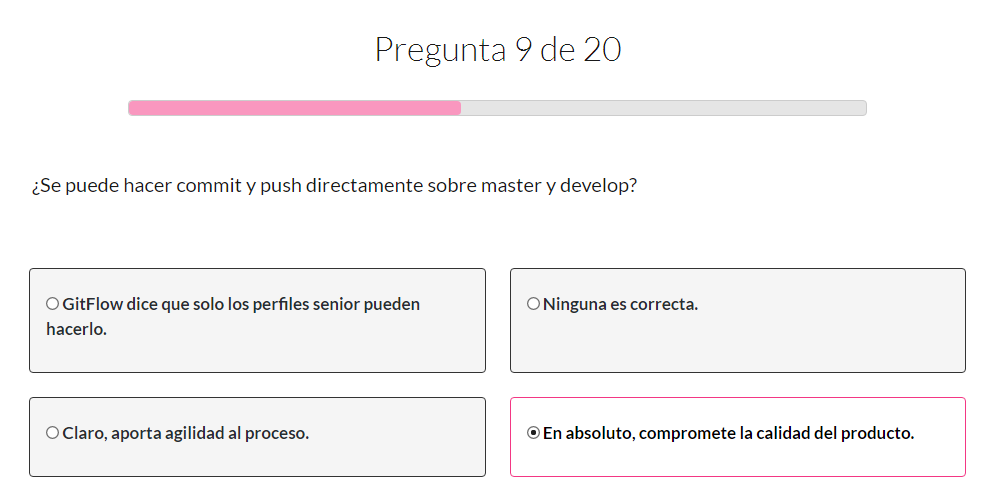 Pregunta 9 de 20
¿Se puede hacer commit y push directamente sobre master y develop?
GitFlow dice que solo los perfiles senior pueden
hacerlo.
Ninguna es correcta.
Claro, aporta agilidad al proceso.
En absoluto, compromete la calidad del producto.